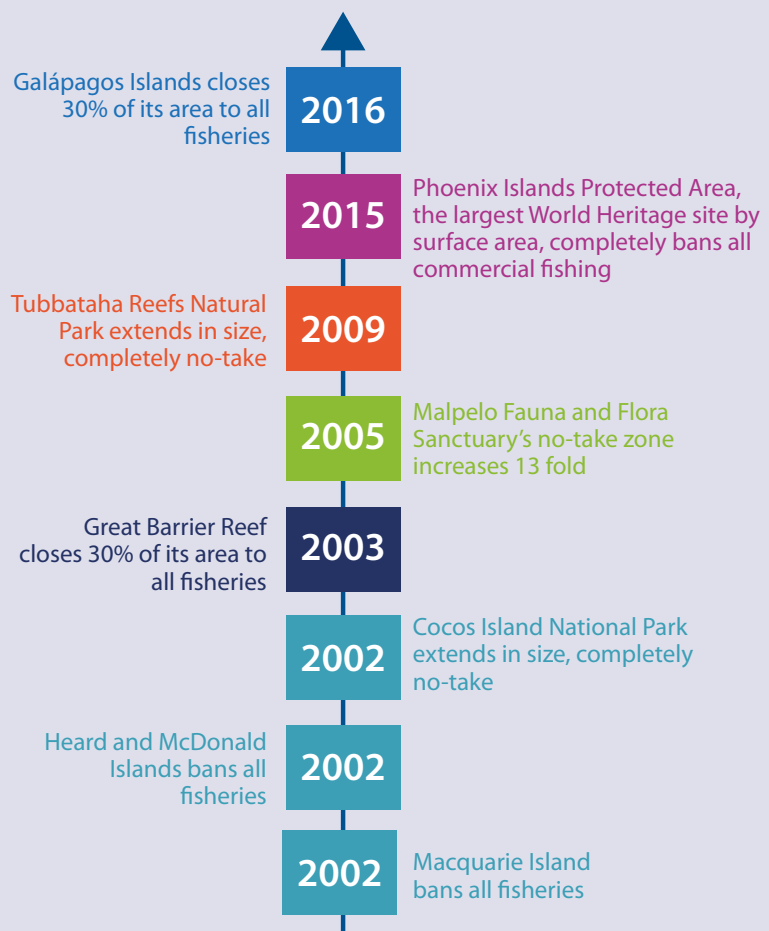 Galápagos Islands closes
30% of its area to all
fisheries
2016
2015
Phoenix Islands Protected Area,
the largest World Heritage site by
surface area, completely bans all
commercial fishing
Tubbataha Reefs Natural
Park extends in size,
completely no-take
2009
2005
Malpelo Fauna and Flora
Sanctuary’s no-take zone
increases 13 fold
Great Barrier Reef
closes 30% of its area to
all fisheries
2003
2002
Cocos Island National Park
extends in size, completely
no-take
Heard and McDonald
Islands bans all
fisheries
2002
2002
Macquarie Island
bans all fisheries